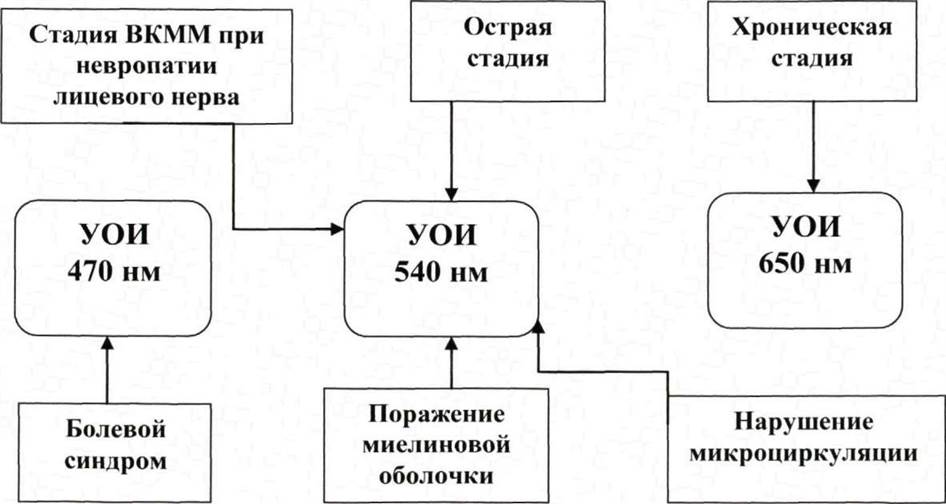 Стадия ВКММ при
невропатии
лицевого нерва
Острая
стадия
Хроническая
стадия
УОИ
470 нм
УОИ
540 нм
УОИ
650 нм
Болевой
синдром
Поражение
миелиновой
оболочки
Нарушение
микроциркуляции